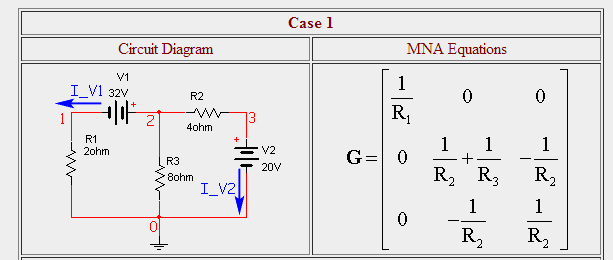 Case 1
Circuit Diagram
MNA Equations
V1
I_V1 32V
+
1
2
R2
4ohm
3
R1
2ohm
R3
8ohm
+
V2
20V
I_V2
0
G = [ 1/R₁ 0 0
0 1/R₂ + 1/R₃ −1/R₂
0 −1/R₂ 1/R₂ ]